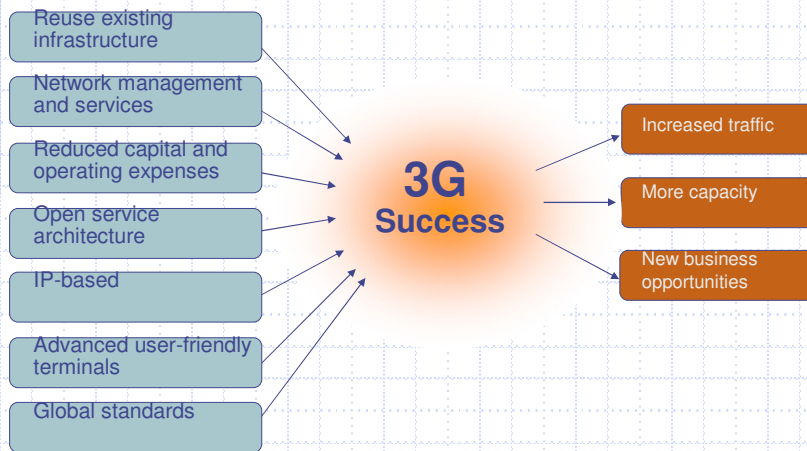 Reuse existing
infrastructure
Network management
and services
Reduced capital and
operating expenses
Open service
architecture
IP-based
Advanced user-friendly
terminals
Global standards
3G
Success
Increased traffic
More capacity
New business
opportunities